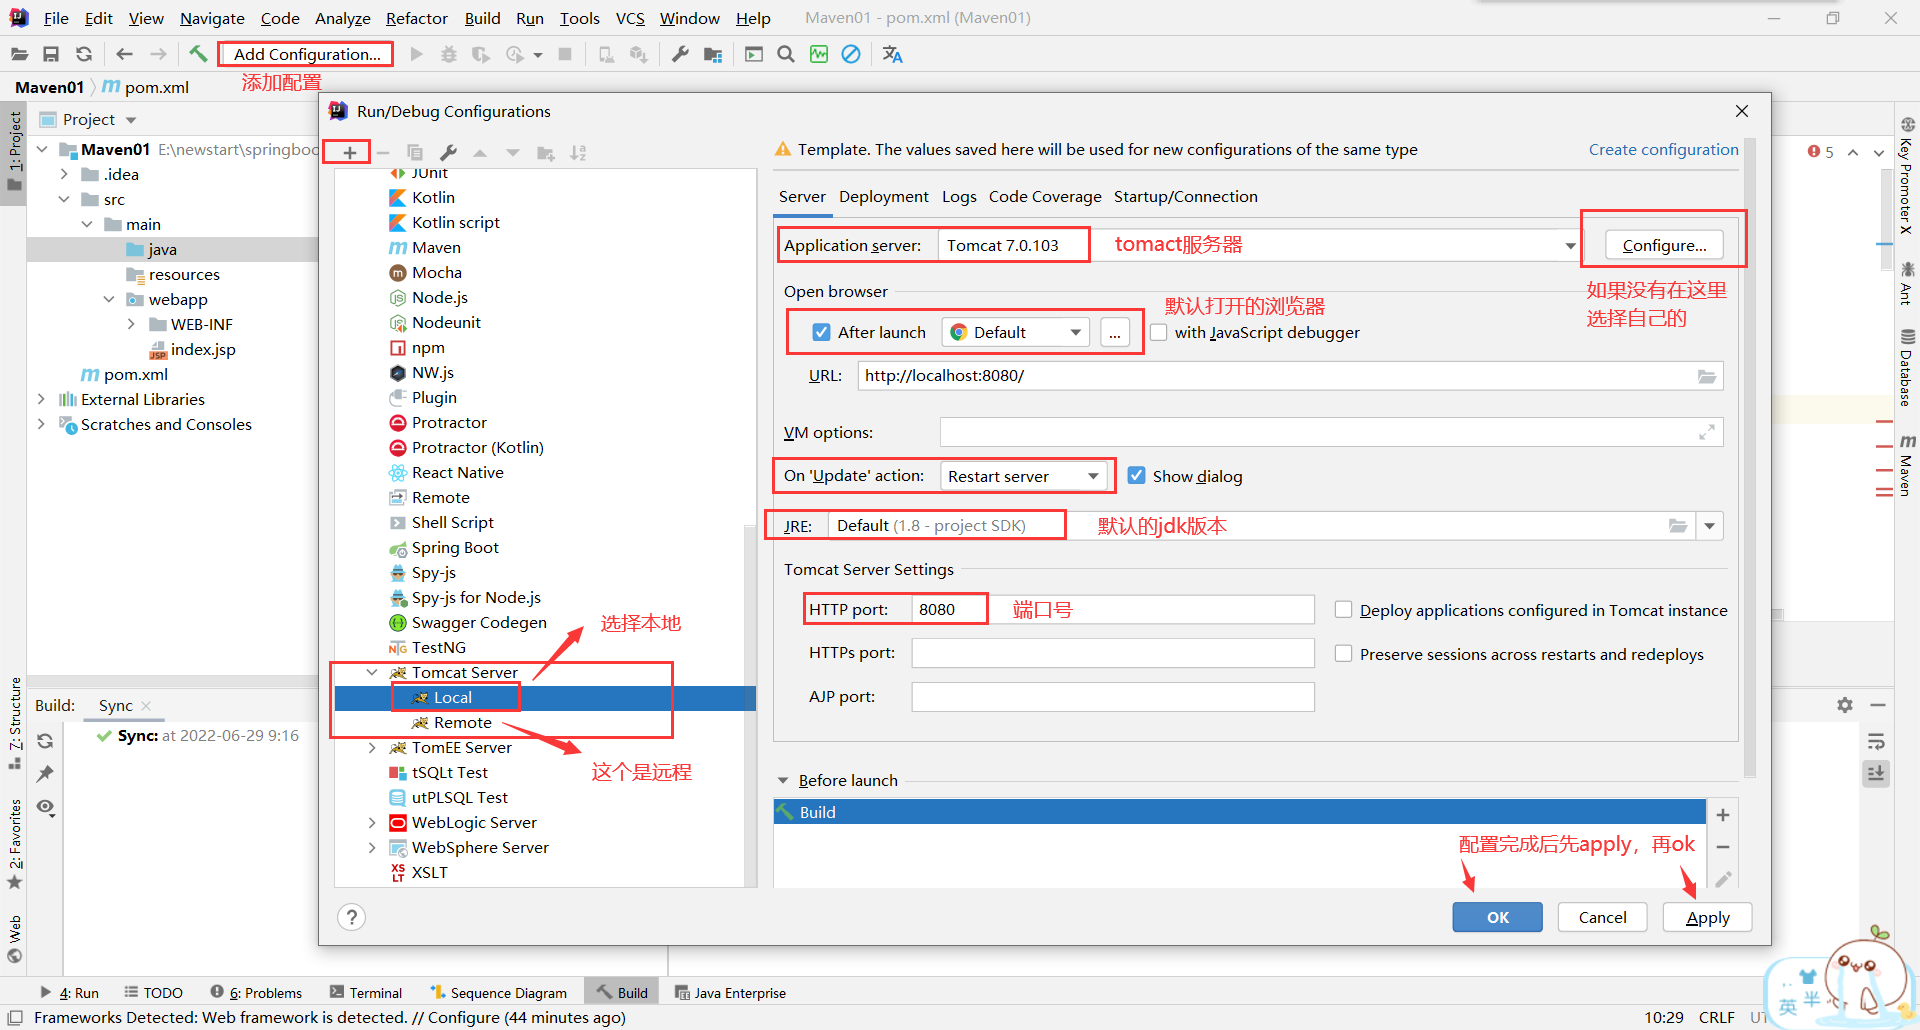 File Edit View Navigate Code Analyze Refactor Build Run Tools VCS Window Help Maven01 - pom.xml (Maven01)
Add Configuration...
添加配置
Maven01 pom.xml
1: Project
Project
Maven01 E:\newstart\springboo
.idea
src
main
java
resources
webapp
WEB-INF
index.jsp
pom.xml
External Libraries
Scratches and Consoles
Run/Debug Configurations
JUnit
Kotlin
Kotlin script
Maven
Mocha
Node.js
Nodeunit
npm
NW.js
Plugin
Protractor
Protractor (Kotlin)
React Native
Remote
Shell Script
Spring Boot
Spy-js
Spy-js for Node.js
Swagger Codegen
TestNG
Tomcat Server
Local
Remote
TomEE Server
tSQLt Test
utPLSQL Test
WebLogic Server
WebSphere Server
XSLT
选择本地
这个是远程
Template. The values saved here will be used for new configurations of the same type Create configuration
Server Deployment Logs Code Coverage Startup/Connection
Application server: Tomcat 7.0.103 tomact服务器 Configure...
如果没有在这里
选择自己的
Open browser
默认打开的浏览器
After launch Default ... with JavaScript debugger
URL: http://localhost:8080/
VM options:
On 'Update' action: Restart server Show dialog
JRE: Default (1.8 - project SDK) 默认的jdk版本
Tomcat Server Settings
HTTP port: 8080 端口号 Deploy applications configured in Tomcat instance
HTTPs port: Preserve sessions across restarts and redeploys
AJP port:
Before launch
Build
配置完成后先apply，再ok
? OK Cancel Apply
5
Key Promoter X
Ant
Database
Maven
Build: Sync
Sync: at 2022-06-29 9:16
7: Structure
2: Favorites
Web
4: Run TODO 6: Problems Terminal Sequence Diagram Build Java Enterprise
Frameworks Detected: Web framework is detected. // Configure (44 minutes ago) 10:29 CRLF
英 半